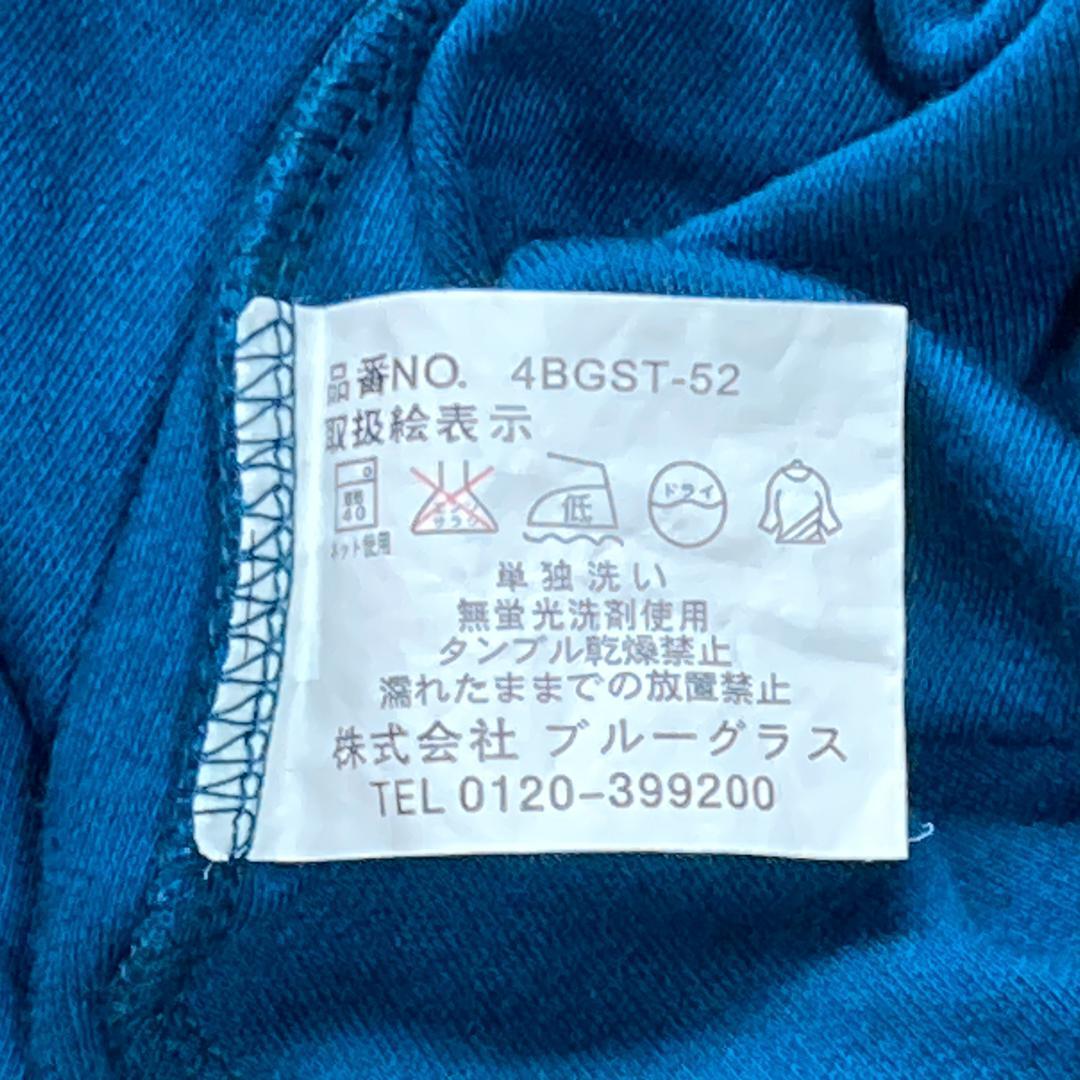 品番NO. 4BGST-52
取扱絵表示
40
低
ドライ
ネット使用
単独洗い
無蛍光洗剤使用
タンブル乾燥禁止
濡れたままでの放置禁止
株式会社 ブルーグラス
TEL 0120-399200